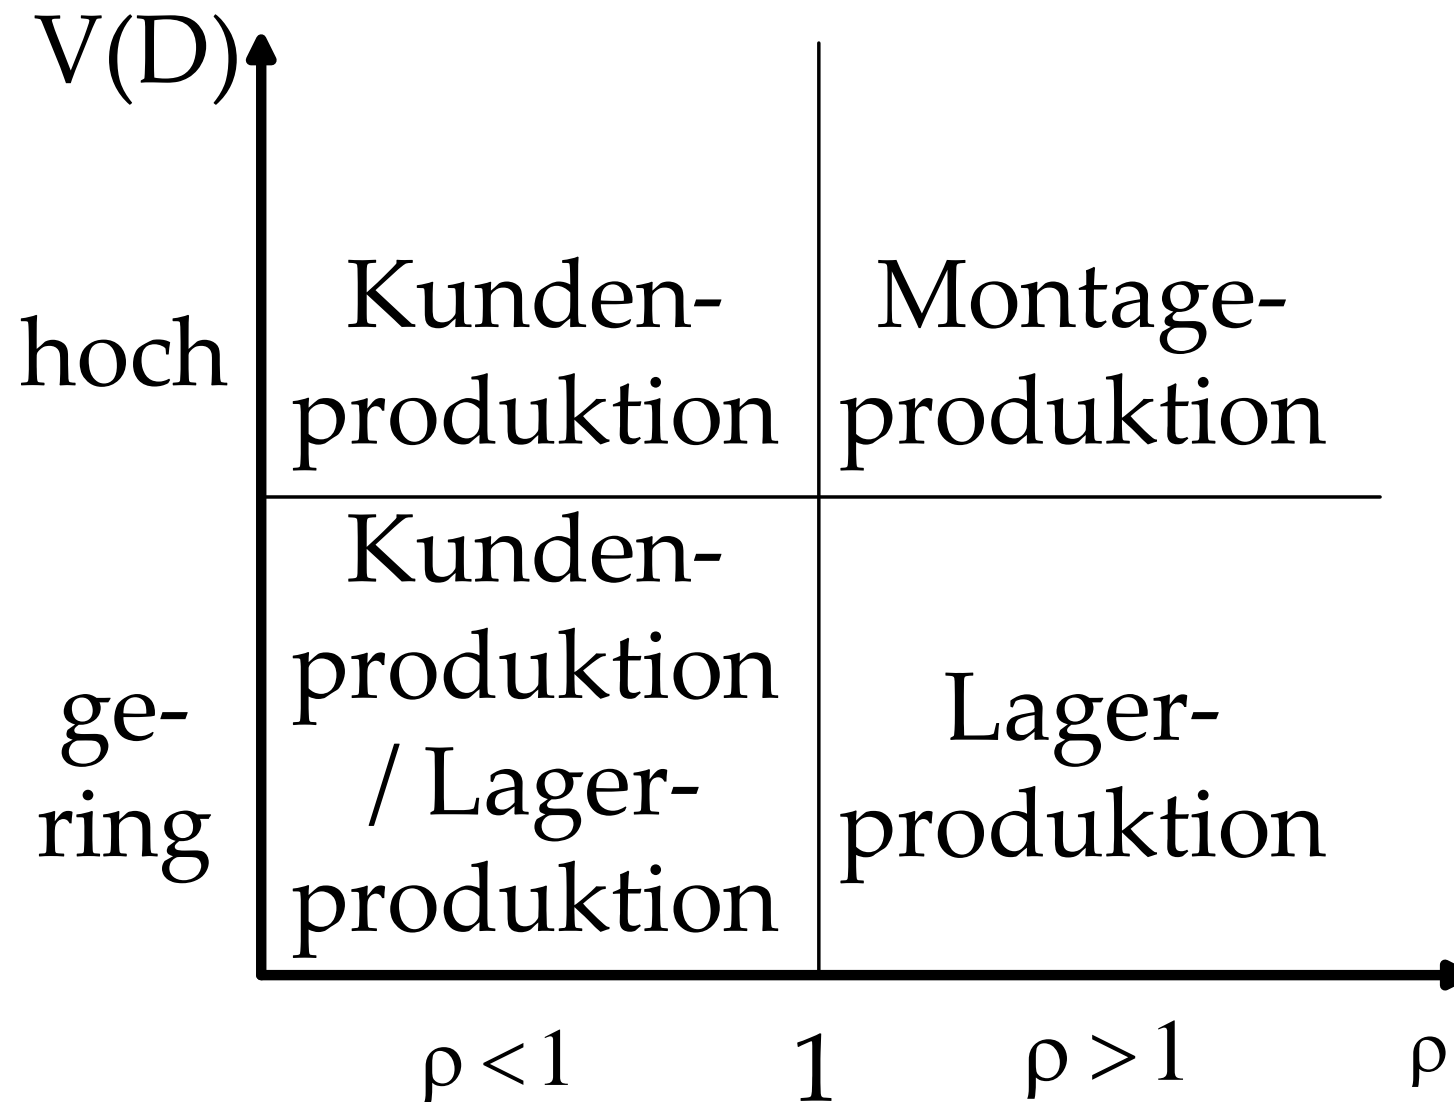 V(D)
hoch
Kunden-
produktion
Montage-
produktion
ge-
ring
Kunden-
produktion
/ Lager-
produktion
Lager-
produktion
ρ < 1
1
ρ > 1
ρ